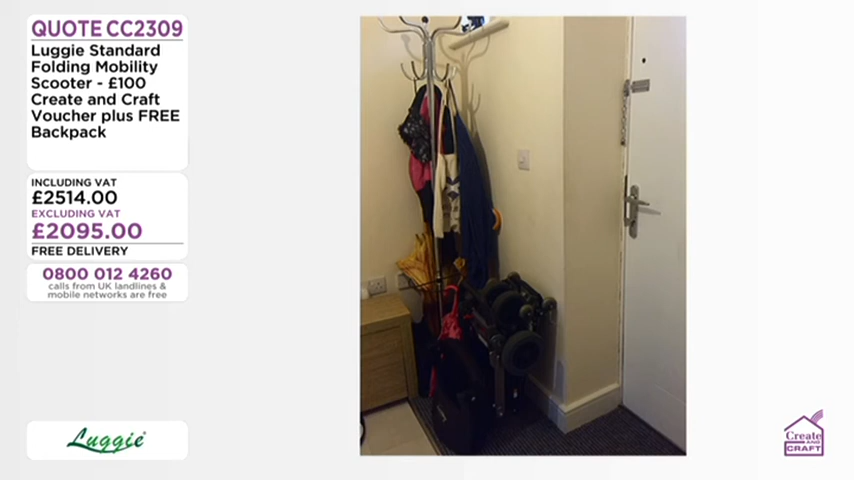 QUOTE CC2309
Luggie Standard
Folding Mobility
Scooter - £100
Create and Craft
Voucher plus FREE
Backpack
INCLUDING VAT
£2514.00
EXCLUDING VAT
£2095.00
FREE DELIVERY
0800 012 4260
calls from UK landlines &
mobile networks are free
Luggie
Create
AND
CRAFT